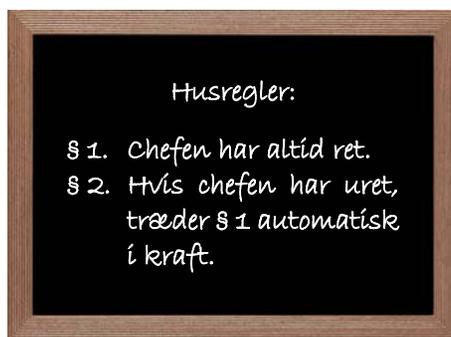 Husregler:
§ 1. Chefen har altid ret.
§ 2. Hvis chefen har uret,
træder § 1 automatisk
i kraft.